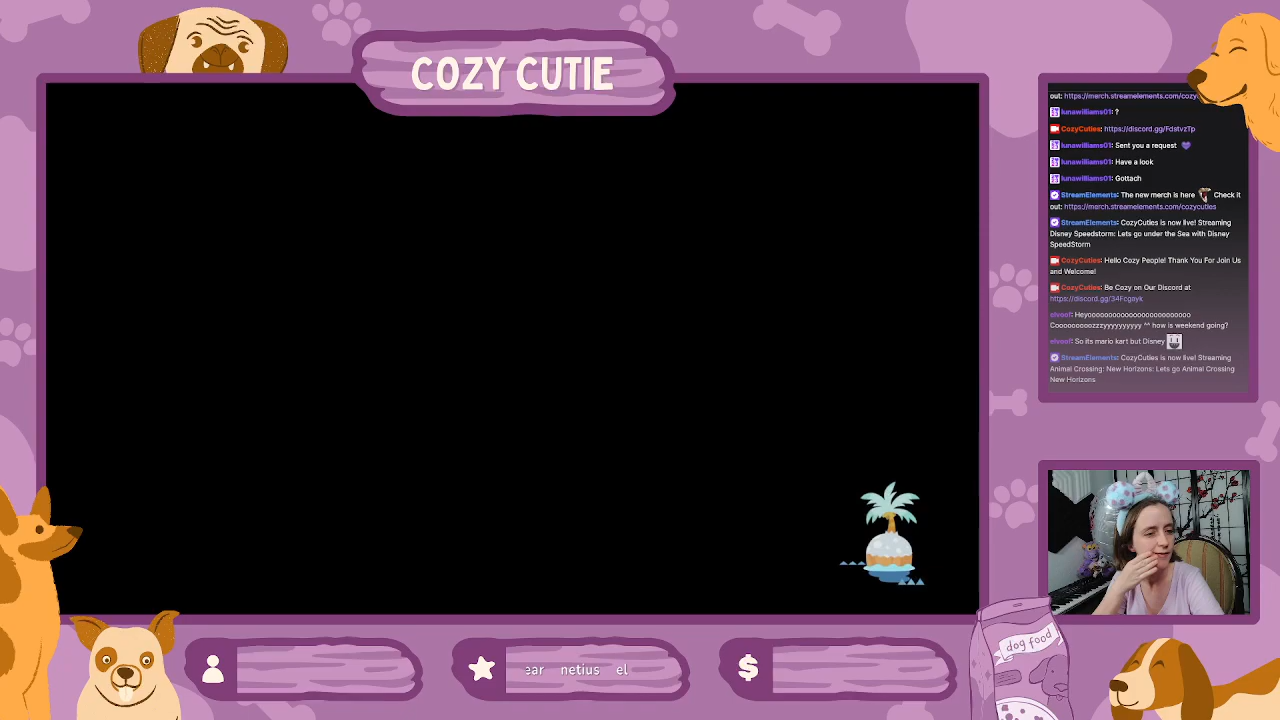 COZY CUTIE
out: https://merch.streamelements.com/cozy
lunawilliams01: ?
CozyCuties: https://discord.gg/FdstvzTp
lunawilliams01: Sent you a request 💜
lunawilliams01: Have a look
lunawilliams01: Gottach
StreamElements: The new merch is here Check it
out: https://merch.streamelements.com/cozycuties
StreamElements: CozyCuties is now live! Streaming
Disney Speedstorm: Lets go under the Sea with Disney
SpeedStorm
CozyCuties: Hello Cozy People! Thank You For Join Us
and Welcome!
CozyCuties: Be Cozy on Our Discord at
https://discord.gg/34Fcgeyk
Heyoooooooooooooooooooooooo
Cooooooooozzzyyyyyyyyy ^^ how is weekend going?
So its mario kart but Disney
StreamElements: CozyCuties is now live! Streaming
Animal Crossing: New Horizons: Lets go Animal Crossing
New Horizons
dog food
ear netius el
$